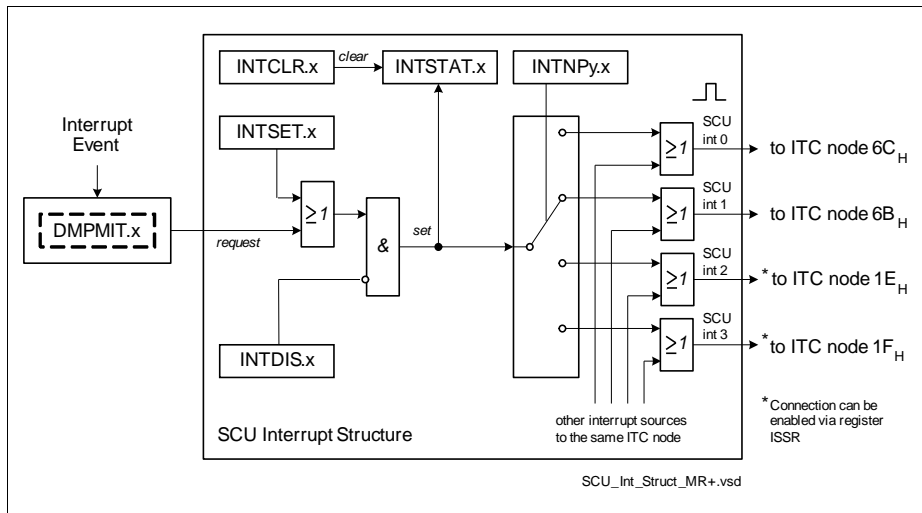 INTCLR.x
clear
INTSTAT.x
INTNPy.x
Interrupt
Event
INTSET.x
DMPMIT.x
request
≥1
&
set
INTDIS.x
SCU
int 0
≥1
to ITC node 6CH
SCU
int 1
≥1
to ITC node 6BH
SCU
int 2
≥1
* to ITC node 1EH
SCU
int 3
≥1
* to ITC node 1FH
other interrupt sources
to the same ITC node
* Connection can be
enabled via register
ISSR
SCU Interrupt Structure
SCU_Int_Struct_MR+.vsd